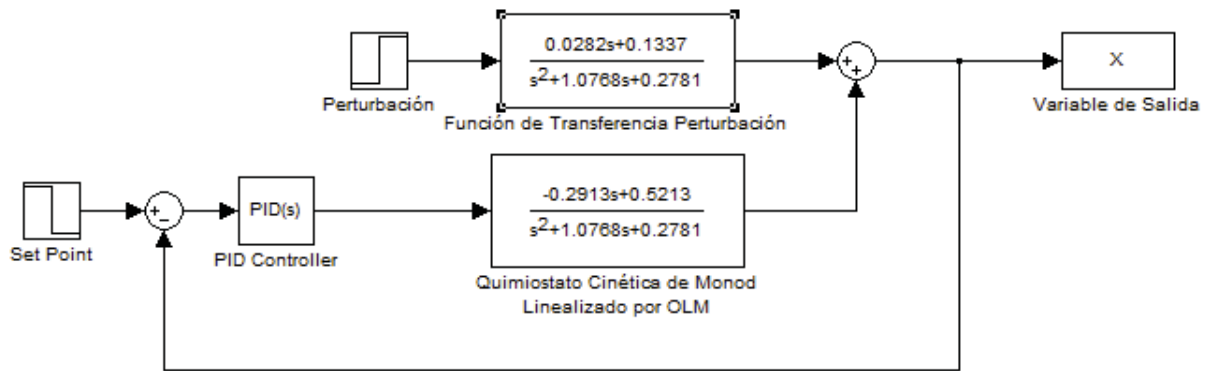 0.0282s+0.1337
s²+1.0768s+0.2781
Perturbación
Función de Transferencia Perturbación
+
+
X
Variable de Salida
Set Point
+
−
PID(s)
PID Controller
-0.2913s+0.5213
s²+1.0768s+0.2781
Quimiostato Cinética de Monod
Linealizado por OLM